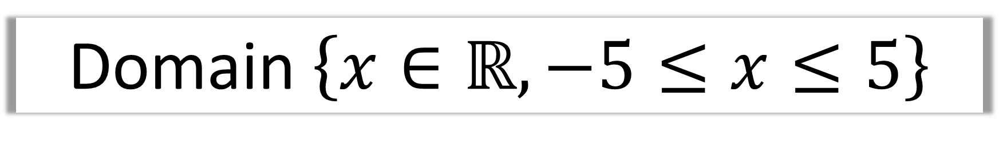 Domain {x ∈ ℝ, −5 ≤ x ≤ 5}